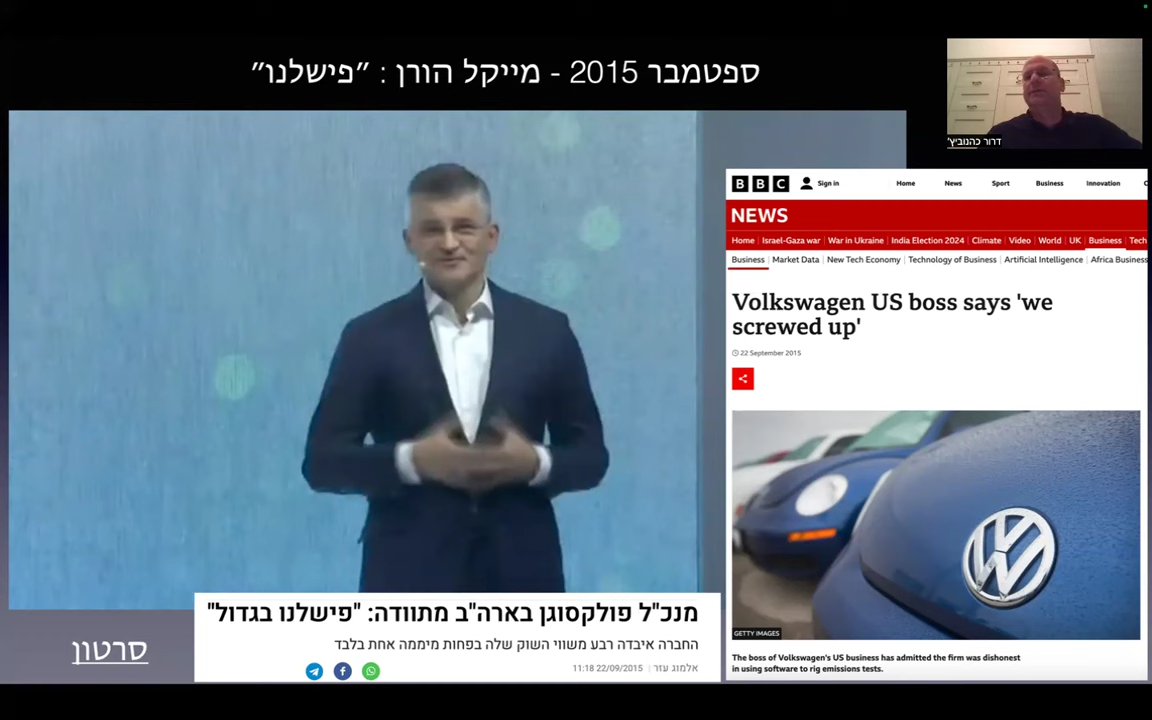 ספטמבר 2015 - מייקל הורן : ״פישלנו״
דרור כהנוביץ'
BBC
Sign in
Home News Sport Business Innovation
NEWS
Home Israel-Gaza war War in Ukraine India Election 2024 Climate Video World UK Business Tech
Business Market Data New Tech Economy Technology of Business Artificial Intelligence Africa Business
Volkswagen US boss says 'we
screwed up'
22 September 2015
VW
GETTY IMAGES
The boss of Volkswagen's US business has admitted the firm was dishonest
in using software to rig emissions tests.
מנכ"ל פולקסווגן בארה"ב מתוודה: "פישלנו בגדול"
החברה איבדה רבע משווי השוק שלה בפחות מיממה אחת בלבד
אלמוג עזר | 22/09/2015 11:18
סרטון